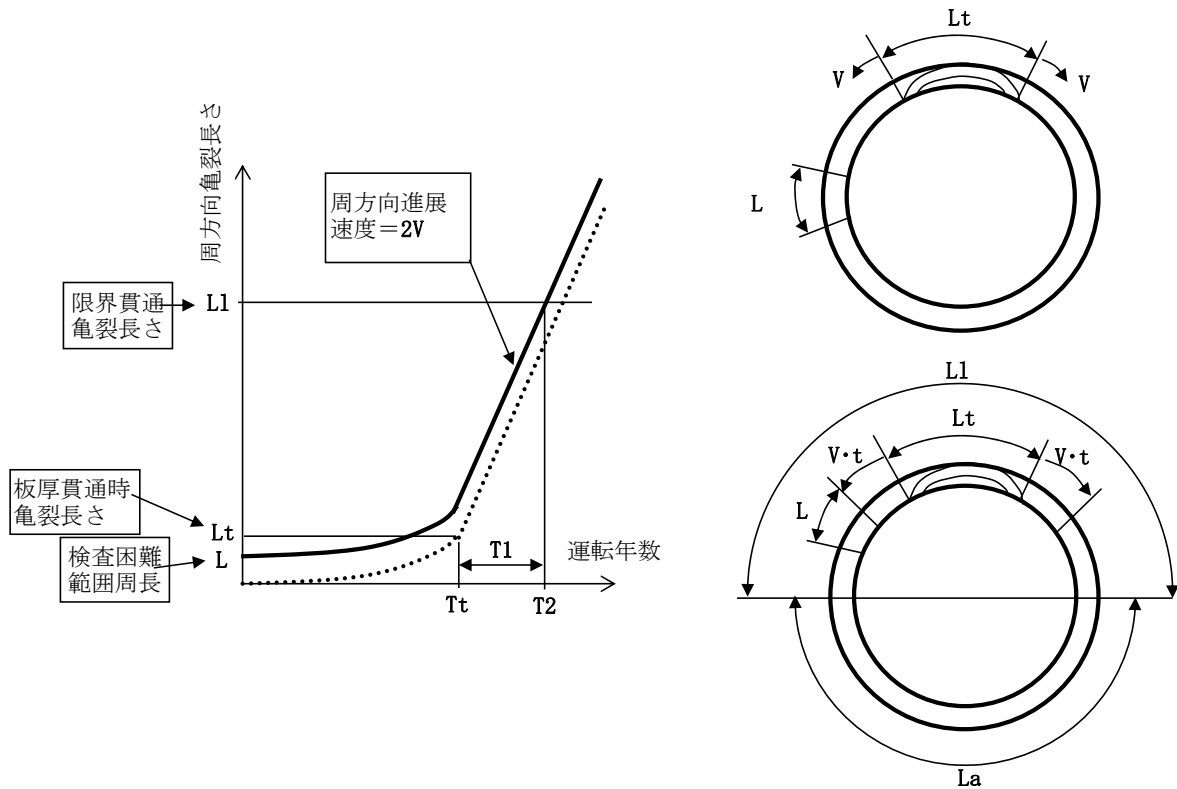 周方向亀裂長さ
周方向進展
速度＝2V
限界貫通
亀裂長さ
L1
板厚貫通時
亀裂長さ
Lt
検査困難
範囲周長
L
T1
運転年数
Tt
T2
Lt
V
V
L
L1
Lt
V・t
V・t
L
La